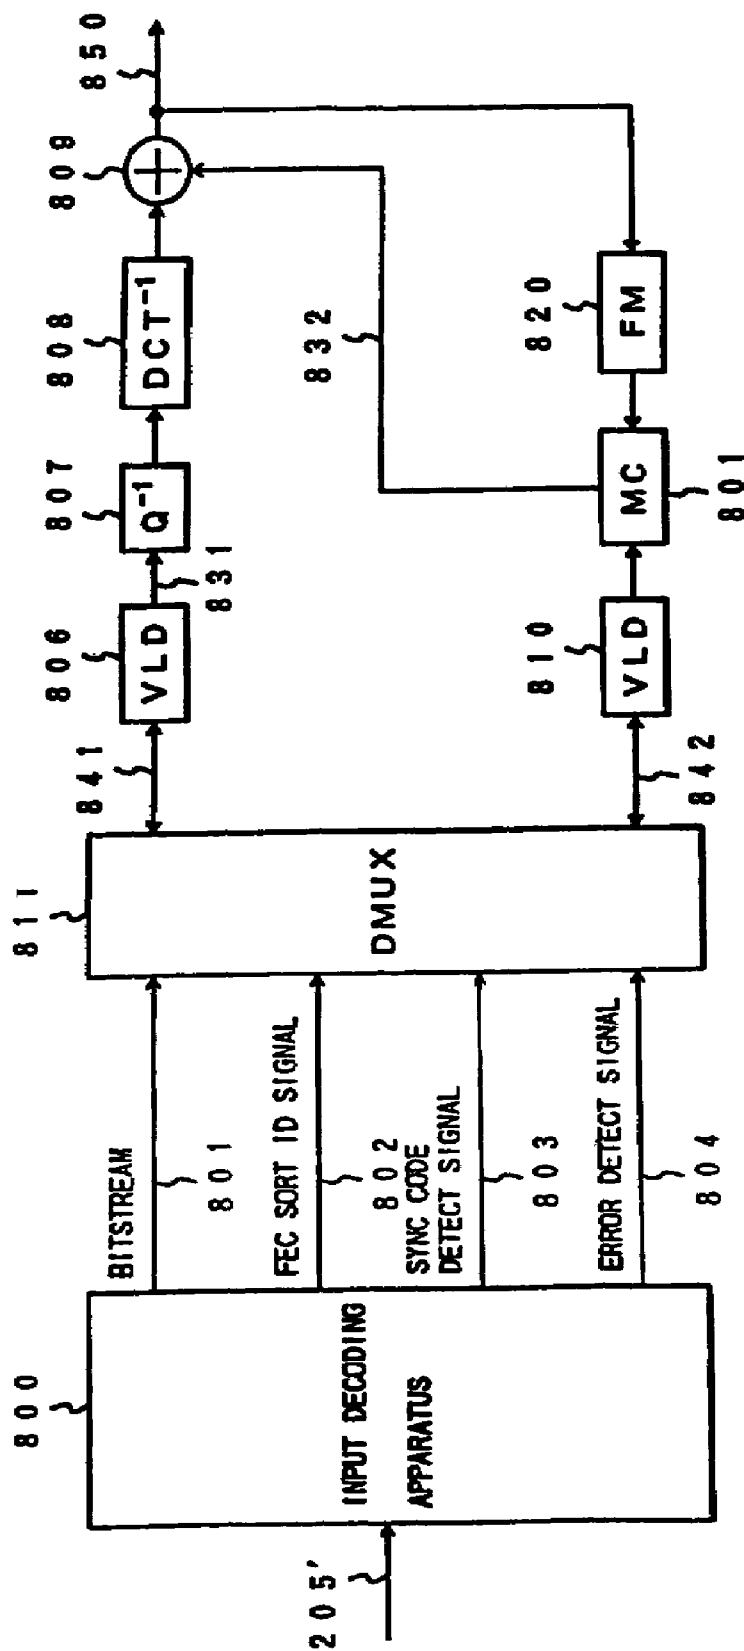 205'
800
INPUT DECODING
APPARATUS
BITSTREAM
801
FEC SORT ID SIGNAL
802
SYNC CODE
DETECT SIGNAL
803
ERROR DETECT SIGNAL
804
811
DMUX
841
806
VLD
831
807
Q⁻¹
808
DCT⁻¹
809
850
832
842
810
VLD
MC
801
820
FM